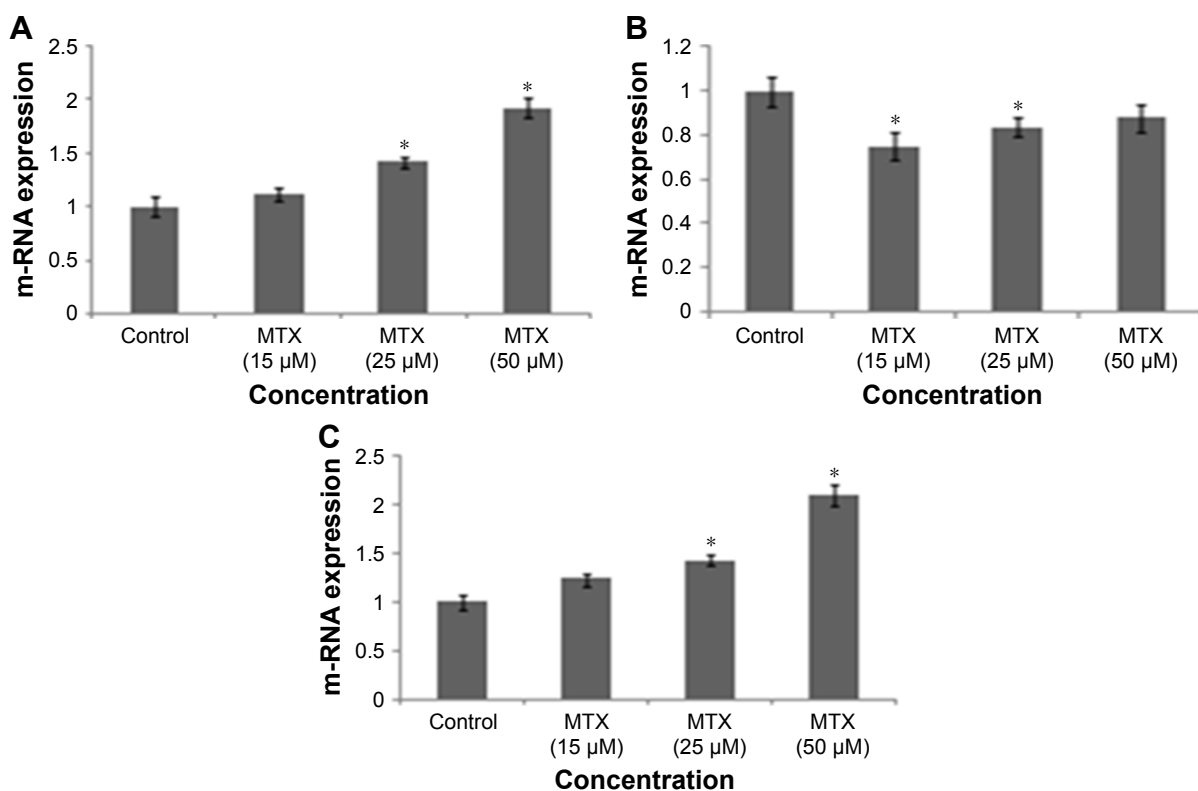 A
m-RNA expression
2.5
2
1.5
1
0.5
0
*
*
Control
MTX
(15 µM)
MTX
(25 µM)
MTX
(50 µM)
Concentration
B
m-RNA expression
1.2
1
0.8
0.6
0.4
0.2
0
*
*
Control
MTX
(15 µM)
MTX
(25 µM)
MTX
(50 µM)
Concentration
C
m-RNA expression
2.5
2
1.5
1
0.5
0
*
*
Control
MTX
(15 µM)
MTX
(25 µM)
MTX
(50 µM)
Concentration